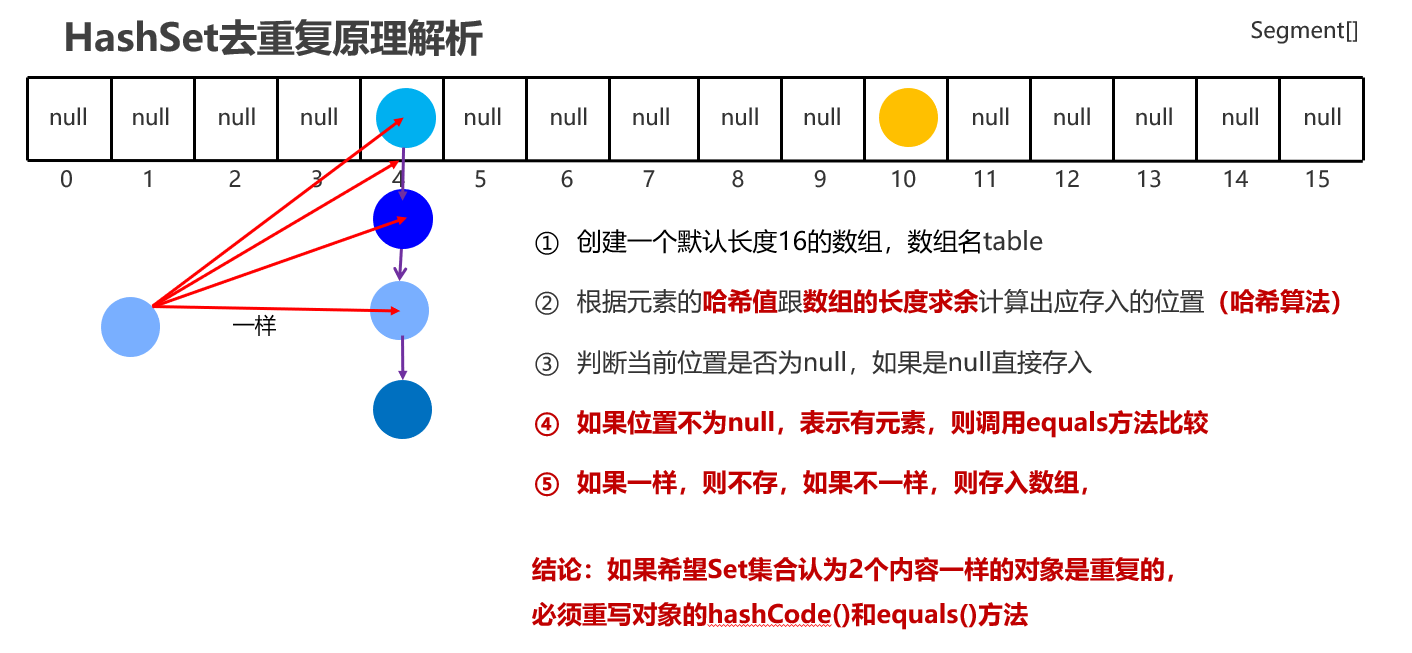 HashSet去重复原理解析
Segment[]
null null null null null null null null null null null null null null
0 1 2 3 4 5 6 7 8 9 10 11 12 13 14 15
一样
① 创建一个默认长度16的数组，数组名table
② 根据元素的哈希值跟数组的长度求余计算出应存入的位置（哈希算法）
③ 判断当前位置是否为null，如果是null直接存入
④ 如果位置不为null，表示有元素，则调用equals方法比较
⑤ 如果一样，则不存，如果不一样，则存入数组，
结论：如果希望Set集合认为2个内容一样的对象是重复的，
必须重写对象的hashCode()和equals()方法